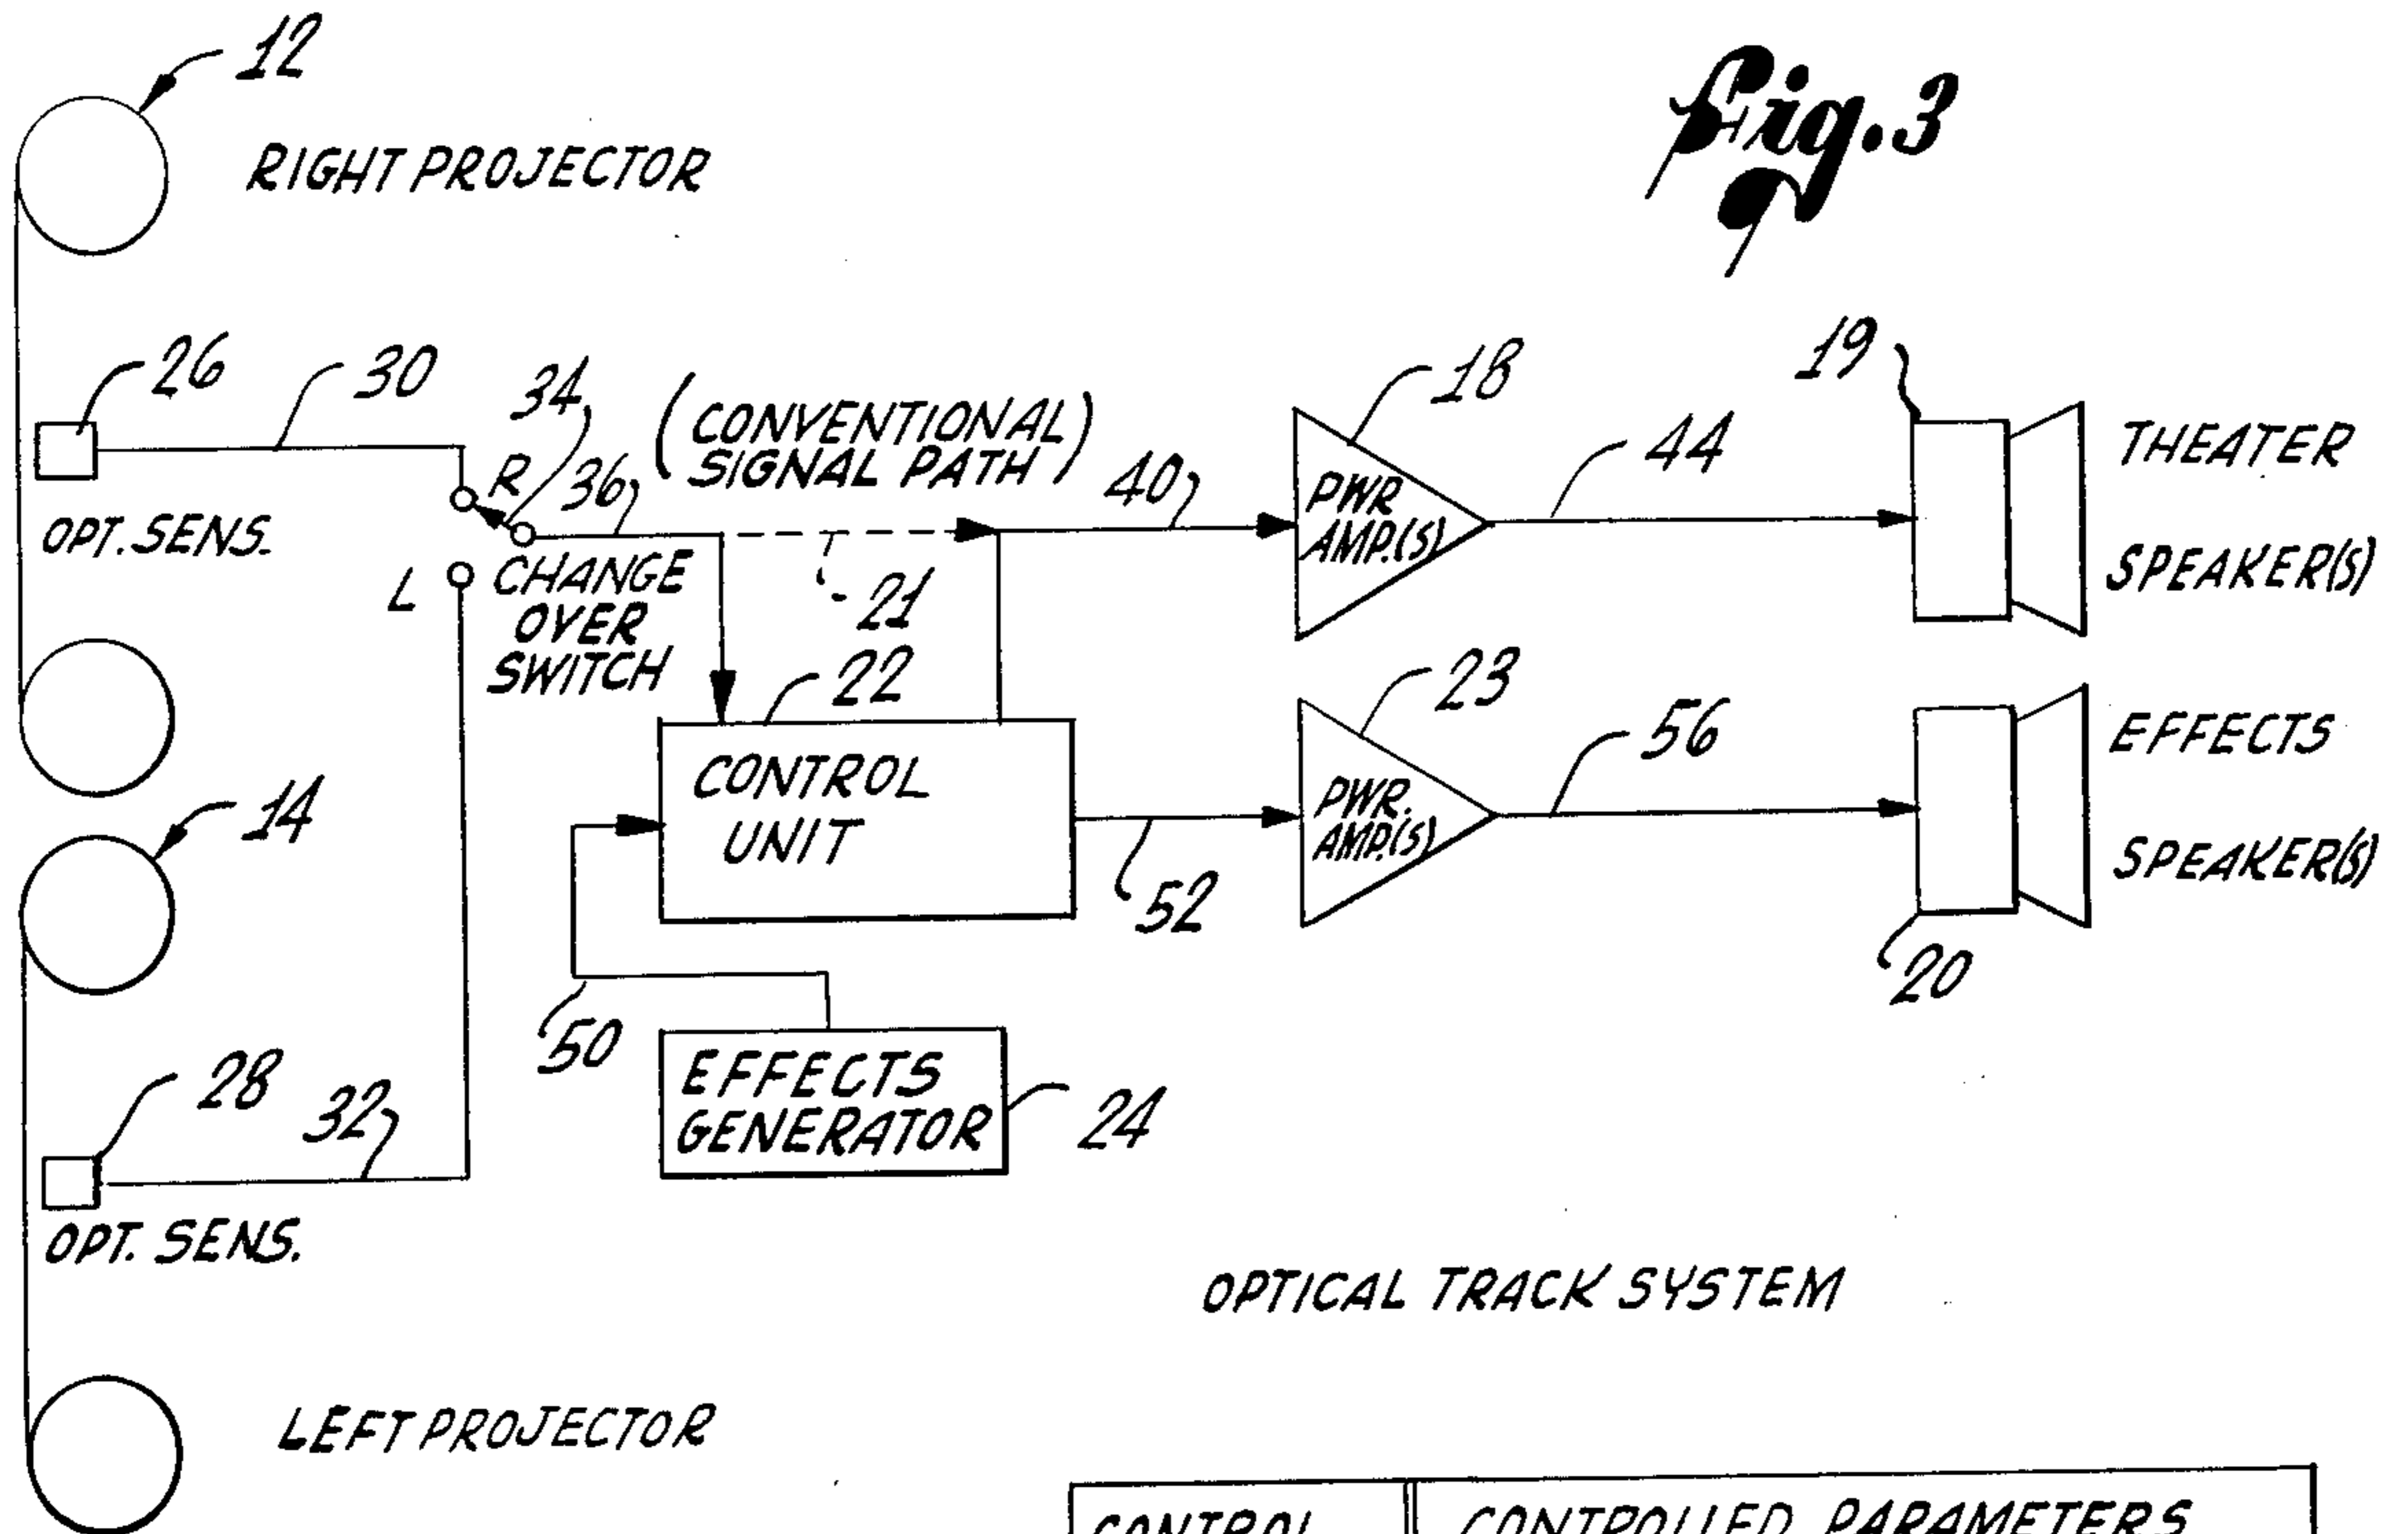 12
Fig.3
RIGHT PROJECTOR
26
30
34
(CONVENTIONAL
SIGNAL PATH)
18
19
R
36
40
44
THEATER
PWR
AMP.(S)
OPT. SENS.
L
CHANGE
OVER
SWITCH
21
SPEAKER(S)
22
23
56
EFFECTS
CONTROL
UNIT
PWR.
AMP.(S)
14
52
SPEAKER(S)
20
50
EFFECTS
GENERATOR
24
28
32
OPT. SENS.
OPTICAL TRACK SYSTEM
LEFT PROJECTOR
CONTROL
CONTROLLED PARAMETERS